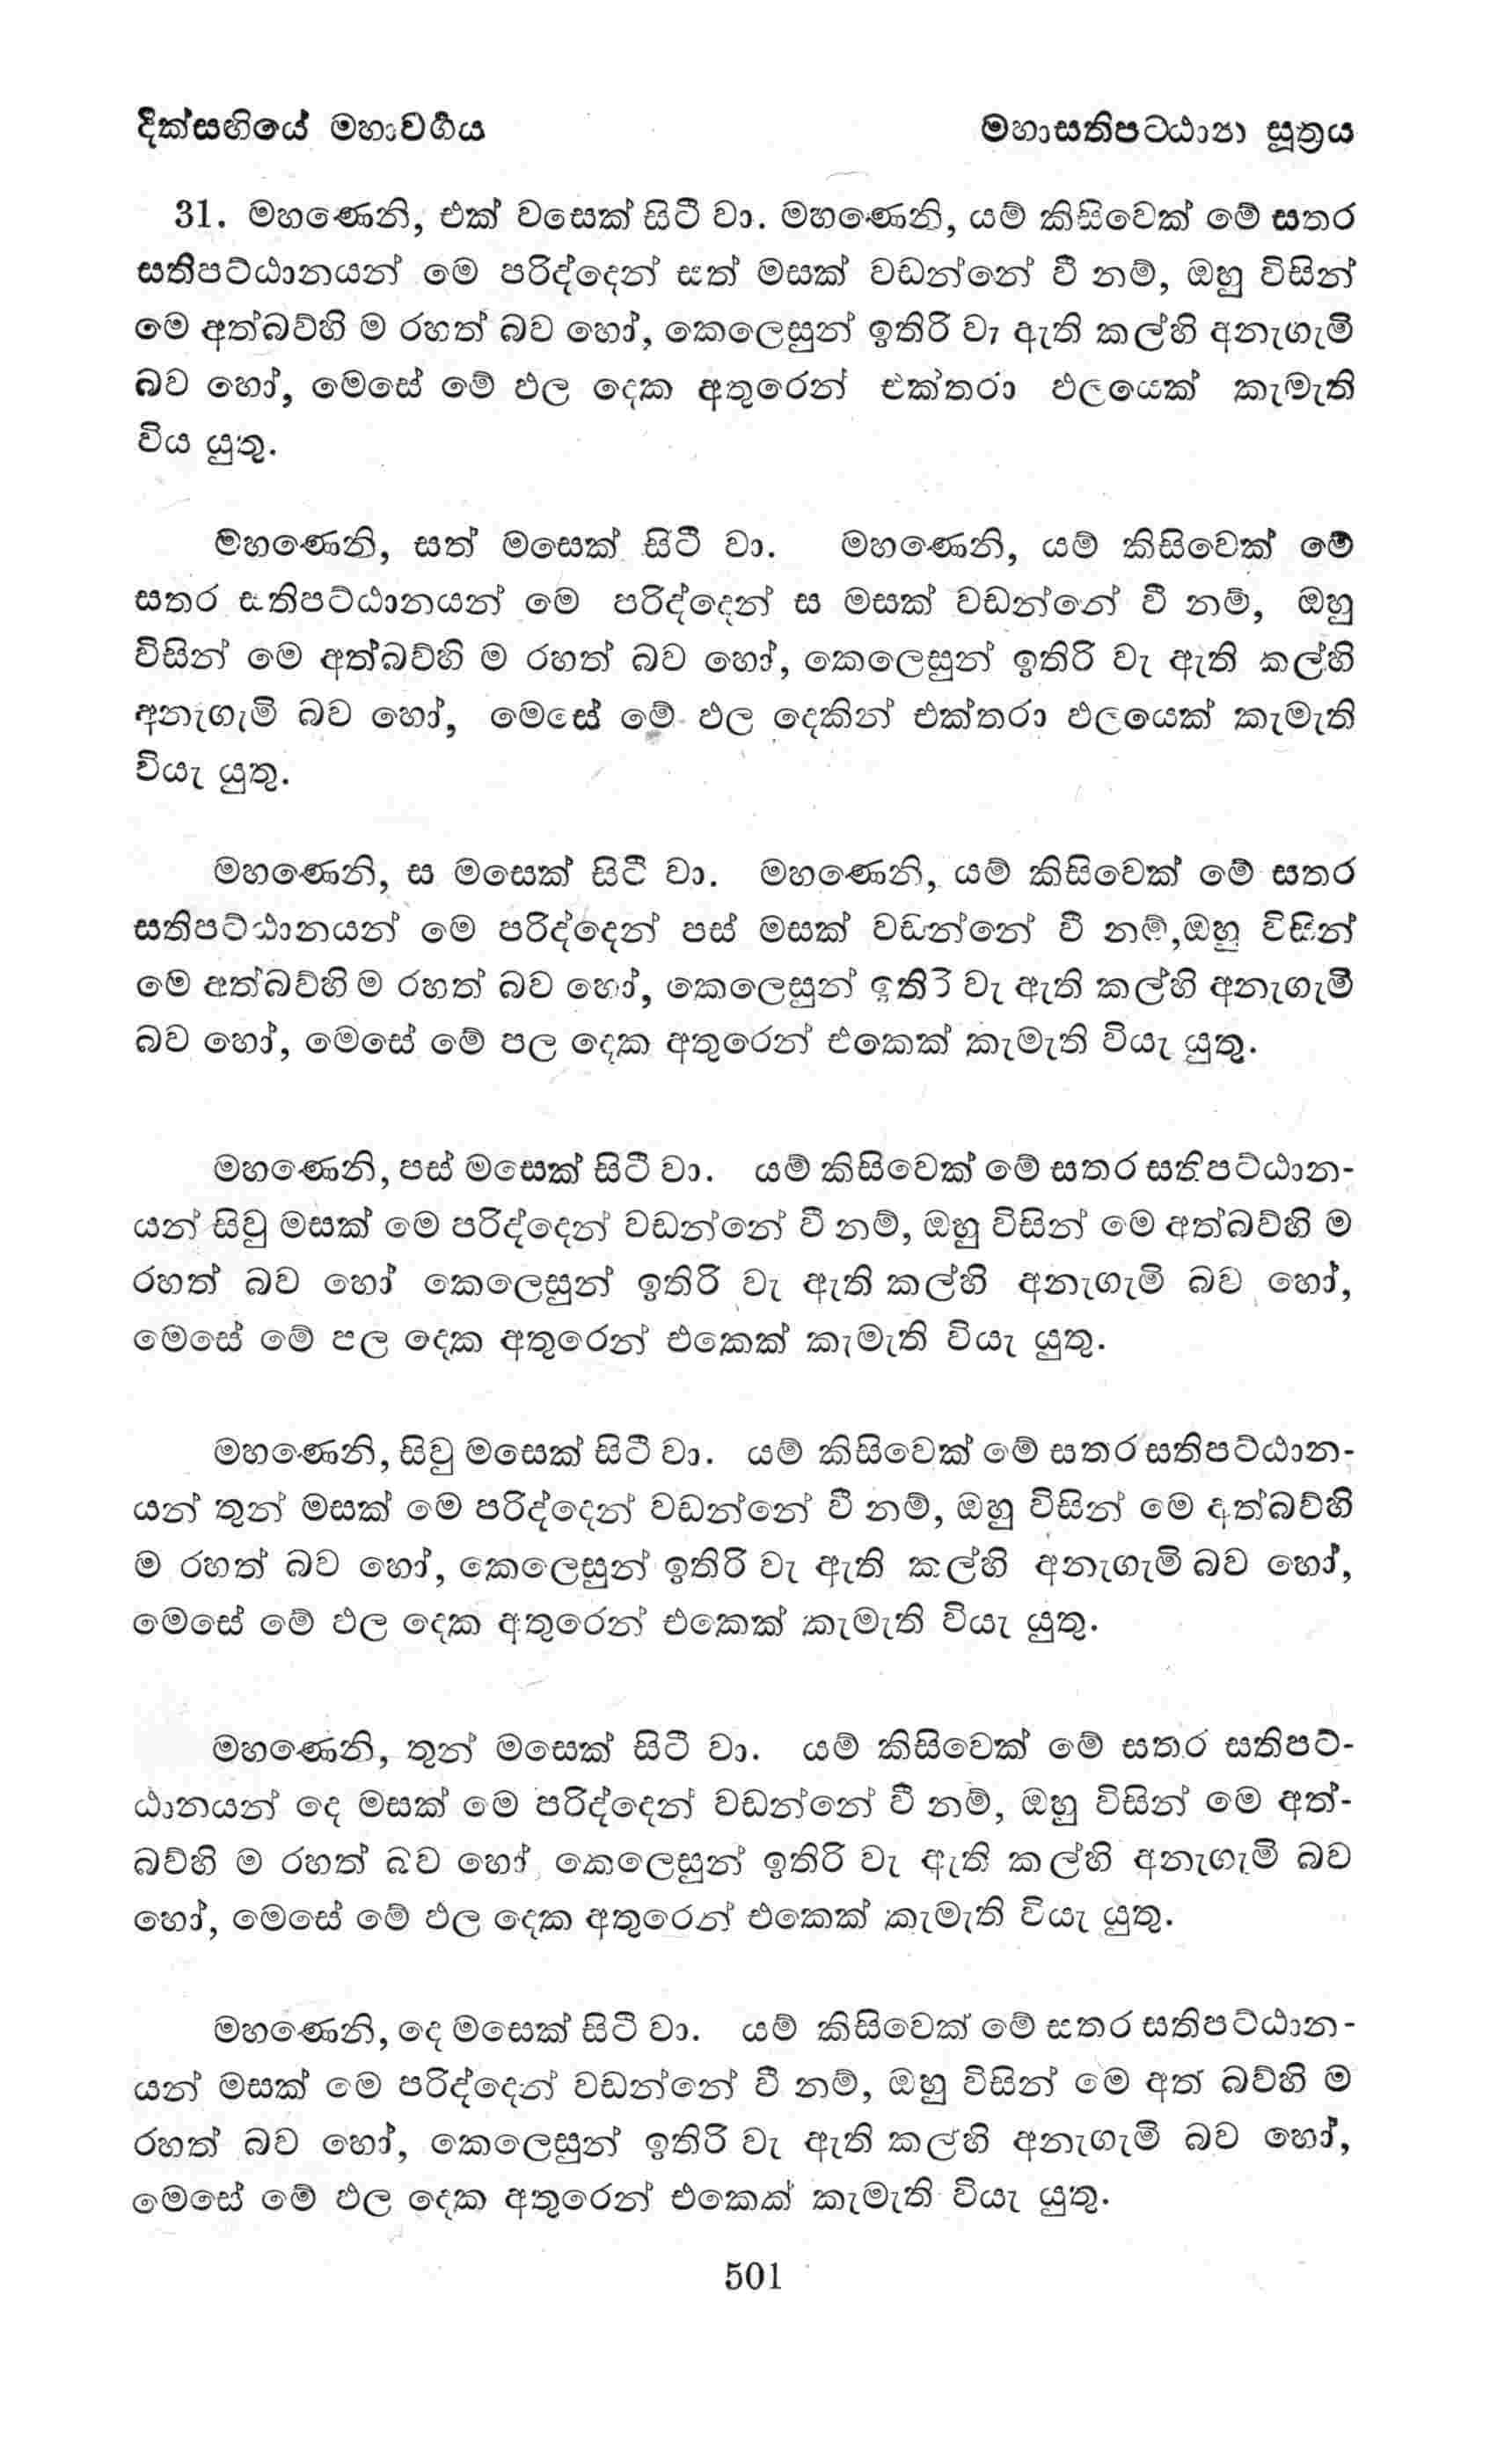 දික්සඟියේ මහාවර්‍ගය මහාසතිපටඨාන සූත්‍රය
31. මහණෙනි, එක් වසෙක් සිටී වා. මහණෙනි, යම් කිසිවෙක් මේ සතර
සතිපට්ඨානයන් මෙ පරිද්දෙන් සත් මසක් වඩන්නේ වී නම්, ඔහු විසින්
මෙ අත්බව්හි ම රහත් බව හෝ, කෙලෙසුන් ඉතිරි වැ ඇති කල්හි අනැගැමි
බව හෝ, මෙසේ මේ ඵල දෙක අතුරෙන් එක්තරා ඵලයෙක් කැමැති
විය යුතු.
මහණෙනි, සත් මසෙක් සිටී වා. මහණෙනි, යම් කිසිවෙක් මේ
සතර සතිපට්ඨානයන් මෙ පරිද්දෙන් ස මසක් වඩන්නේ වී නම්, ඔහු
විසින් මෙ අත්බව්හි ම රහත් බව හෝ, කෙලෙසුන් ඉතිරි වැ ඇති කල්හි
අනැගැමි බව හෝ, මෙසේ මේ ඵල දෙකින් එක්තරා ඵලයෙක් කැමැති
වියැ යුතු.
මහණෙනි, ස මසෙක් සිටී වා. මහණෙනි, යම් කිසිවෙක් මේ සතර
සතිපට්ඨානයන් මෙ පරිද්දෙන් පස් මසක් වඩන්නේ වී නම්,ඔහු විසින්
මෙ අත්බව්හි ම රහත් බව හෝ, කෙලෙසුන් ඉතිරි වැ ඇති කල්හි අනැගැමි
බව හෝ, මෙසේ මේ පල දෙක අතුරෙන් එකෙක් කැමැති වියැ යුතු.
මහණෙනි, පස් මසෙක් සිටී වා. යම් කිසිවෙක් මේ සතර සතිපට්ඨාන-
යන් සිවු මසක් මෙ පරිද්දෙන් වඩන්නේ වී නම්, ඔහු විසින් මෙ අත්බව්හි ම
රහත් බව හෝ කෙලෙසුන් ඉතිරි වැ ඇති කල්හි අනැගැමි බව හෝ,
මෙසේ මේ පල දෙක අතුරෙන් එකෙක් කැමැති වියැ යුතු.
මහණෙනි, සිවු මසෙක් සිටී වා. යම් කිසිවෙක් මේ සතර සතිපට්ඨාන-
යන් තුන් මසක් මෙ පරිද්දෙන් වඩන්නේ වී නම්, ඔහු විසින් මෙ අත්බව්හි
ම රහත් බව හෝ, කෙලෙසුන් ඉතිරි වැ ඇති කල්හි අනැගැමි බව හෝ,
මෙසේ මේ ඵල දෙක අතුරෙන් එකෙක් කැමැති වියැ යුතු.
මහණෙනි, තුන් මසෙක් සිටී වා. යම් කිසිවෙක් මේ සතර සතිපට්-
ඨානයන් දෙ මසක් මෙ පරිද්දෙන් වඩන්නේ වී නම්, ඔහු විසින් මෙ අත්-
බව්හි ම රහත් බව හෝ, කෙලෙසුන් ඉතිරි වැ ඇති කල්හි අනැගැමි බව
හෝ, මෙසේ මේ ඵල දෙක අතුරෙන් එකෙක් කැමැති වියැ යුතු.
මහණෙනි, දෙ මසෙක් සිටී වා. යම් කිසිවෙක් මේ සතර සතිපට්ඨාන-
යන් මසක් මෙ පරිද්දෙන් වඩන්නේ වී නම්, ඔහු විසින් මෙ අත් බව්හි ම
රහත් බව හෝ, කෙලෙසුන් ඉතිරි වැ ඇති කල්හි අනැගැමි බව හෝ,
මෙසේ මේ ඵල දෙක අතුරෙන් එකෙක් කැමැති වියැ යුතු.
501